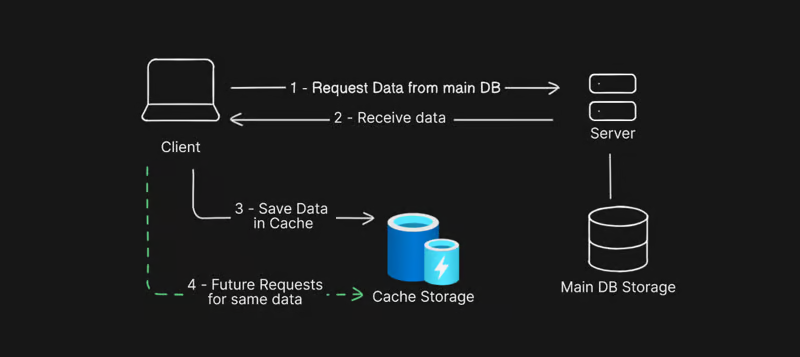 1 - Request Data from main DB
2 - Receive data
Client
Server
3 - Save Data
in Cache
4 - Future Requests
for same data
Cache Storage
Main DB Storage